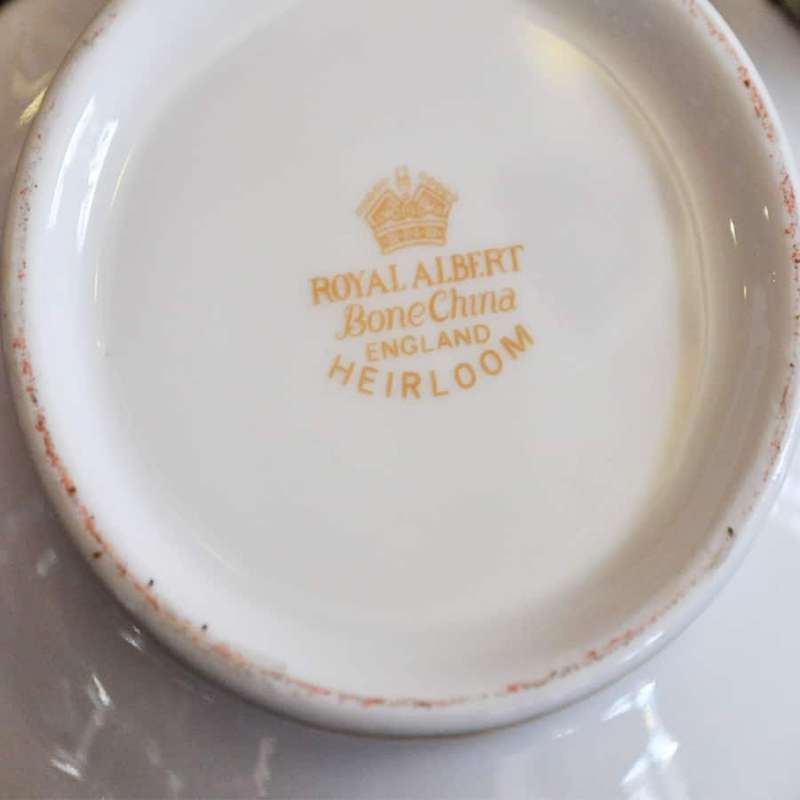 ROYAL ALBERT
Bone China
ENGLAND
HEIRLOOM